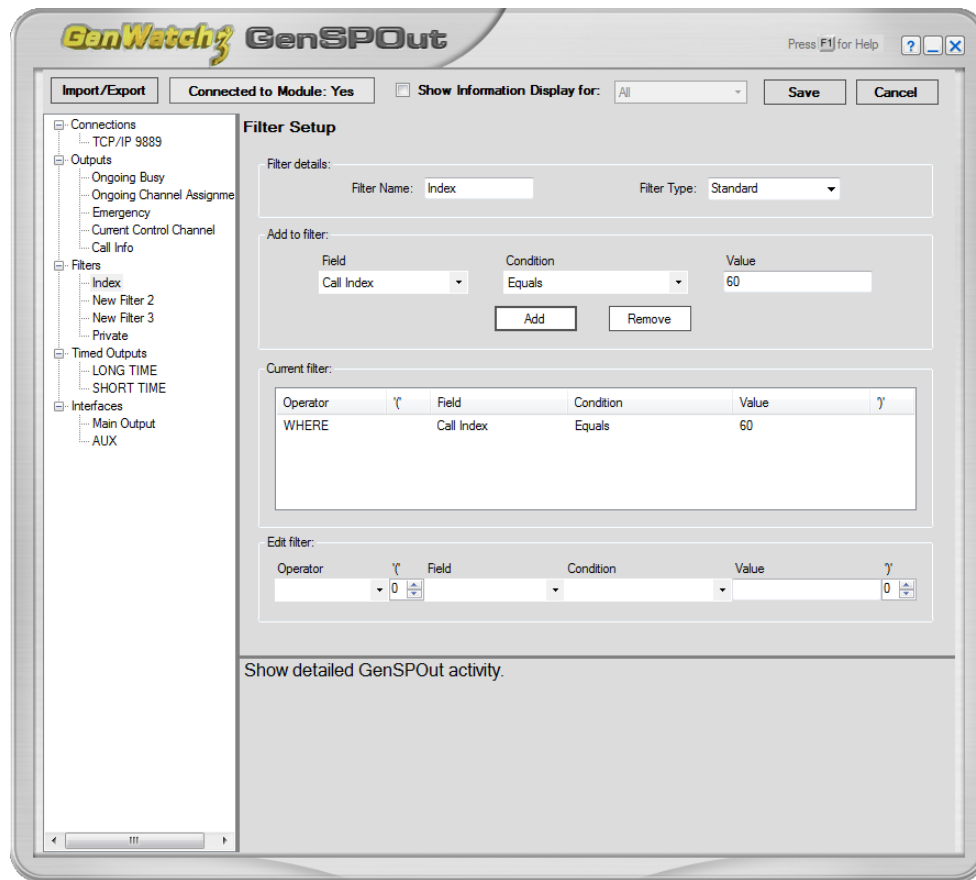 GenWatch3 GenSPOut
Press F1 for Help ? _ X
Import/Export Connected to Module: Yes Show Information Display for: All Save Cancel
Connections
TCP/IP 9889
Outputs
Ongoing Busy
Ongoing Channel Assignme
Emergency
Current Control Channel
Call Info
Filters
Index
New Filter 2
New Filter 3
Private
Timed Outputs
LONG TIME
SHORT TIME
Interfaces
Main Output
AUX
Filter Setup
Filter details:
Filter Name: Index Filter Type: Standard
Add to filter:
Field Condition Value
Call Index Equals 60
Add Remove
Current filter:
Operator '(' Field Condition Value ')'
WHERE Call Index Equals 60
Edit filter:
Operator '(' Field Condition Value ')'
0 0
Show detailed GenSPOut activity.